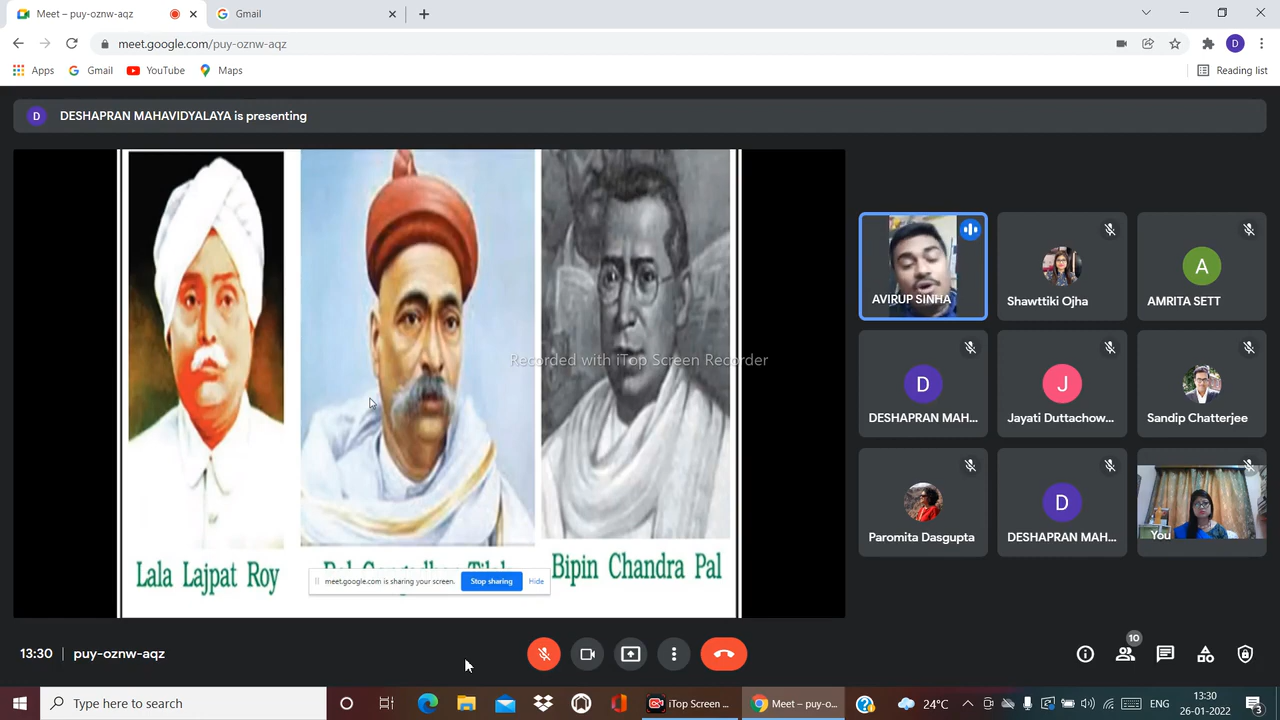 Meet – puy-oznw-aqz
Gmail
meet.google.com/puy-oznw-aqz
D
Apps
Gmail
YouTube
Maps
Reading list
D
DESHAPRAN MAHAVIDYALAYA is presenting
Recorded with iTop Screen Recorder
Lala Lajpat Roy
Bipin Chandra Pal
meet.google.com is sharing your screen.
Stop sharing
Hide
AVIRUP SINHA
Shawttiki Ojha
A
AMRITA SETT
D
DESHAPRAN MAH...
J
Jayati Duttachow...
Sandip Chatterjee
Paromita Dasgupta
D
DESHAPRAN MAH...
You
13:30
puy-oznw-aqz
10
Type here to search
iTop Screen ...
Meet – puy-o...
24°C
ENG
13:30
26-01-2022
3